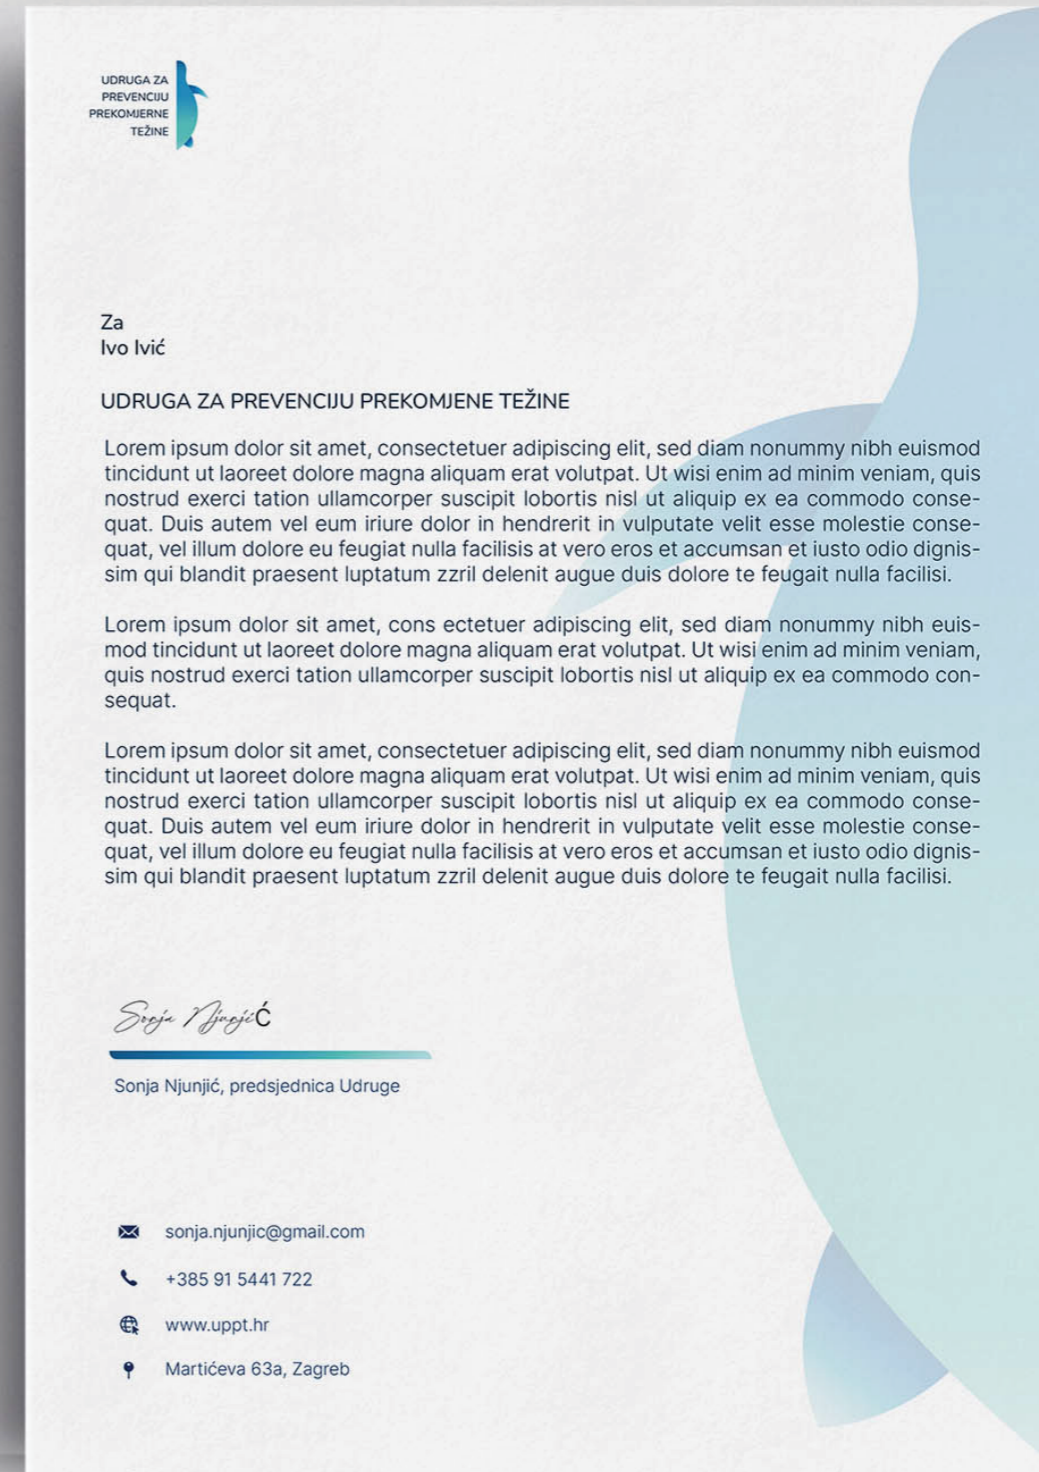 UDRUGA ZA
PREVENCIJU
PREKOMJERNE
TEŽINE
Za
Ivo Ivić
UDRUGA ZA PREVENCIJU PREKOMJENE TEŽINE
Lorem ipsum dolor sit amet, consectetuer adipiscing elit, sed diam nonummy nibh euismod
tincidunt ut laoreet dolore magna aliquam erat volutpat. Ut wisi enim ad minim veniam, quis
nostrud exerci tation ullamcorper suscipit lobortis nisl ut aliquip ex ea commodo conse-
quat. Duis autem vel eum iriure dolor in hendrerit in vulputate velit esse molestie conse-
quat, vel illum dolore eu feugiat nulla facilisis at vero eros et accumsan et iusto odio dignis-
sim qui blandit praesent luptatum zzril delenit augue duis dolore te feugait nulla facilisi.
Lorem ipsum dolor sit amet, cons ectetuer adipiscing elit, sed diam nonummy nibh euis-
mod tincidunt ut laoreet dolore magna aliquam erat volutpat. Ut wisi enim ad minim veniam,
quis nostrud exerci tation ullamcorper suscipit lobortis nisl ut aliquip ex ea commodo con-
sequat.
Lorem ipsum dolor sit amet, consectetuer adipiscing elit, sed diam nonummy nibh euismod
tincidunt ut laoreet dolore magna aliquam erat volutpat. Ut wisi enim ad minim veniam, quis
nostrud exerci tation ullamcorper suscipit lobortis nisl ut aliquip ex ea commodo conse-
quat. Duis autem vel eum iriure dolor in hendrerit in vulputate velit esse molestie conse-
quat, vel illum dolore eu feugiat nulla facilisis at vero eros et accumsan et iusto odio dignis-
sim qui blandit praesent luptatum zzril delenit augue duis dolore te feugait nulla facilisi.
Sonja NjunjiĆ
Sonja Njunjić, predsjednica Udruge
sonja.njunjic@gmail.com
+385 91 5441 722
www.uppt.hr
Martićeva 63a, Zagreb